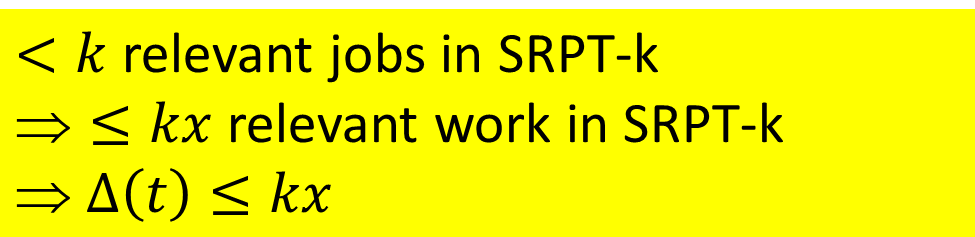 < k relevant jobs in SRPT-k
⇒ ≤ kx relevant work in SRPT-k
⇒ Δ(t) ≤ kx